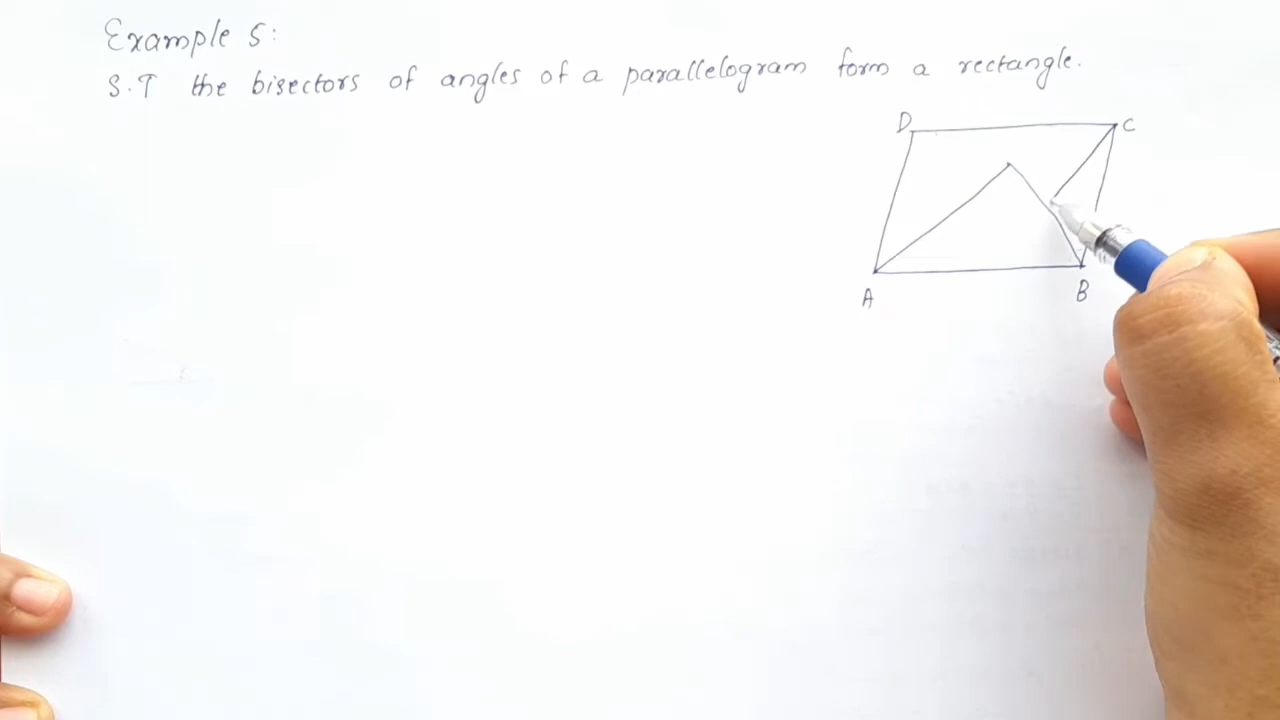 Example 5:
S.T the bisectors of angles of a parallelogram form a rectangle.
D C
A B